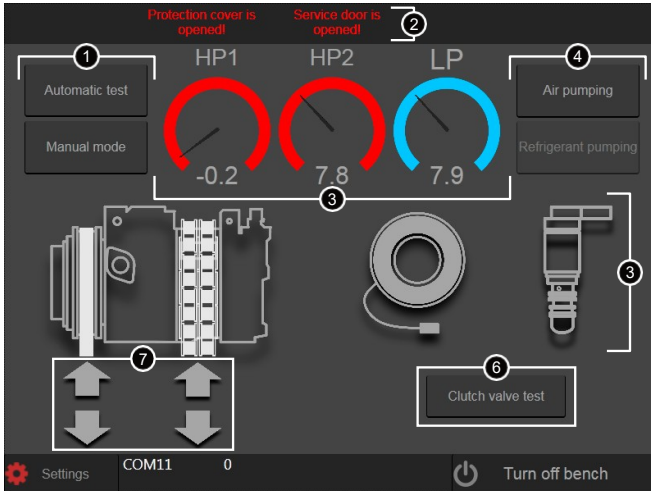 Protection cover is
opened!
Service door is
opened!
2
1
4
HP1
HP2
LP
Automatic test
Air pumping
Manual mode
Refrigerant pumping
-0.2
7.8
7.9
3
3
7
6
Clutch valve test
Settings
COM11
0
Turn off bench